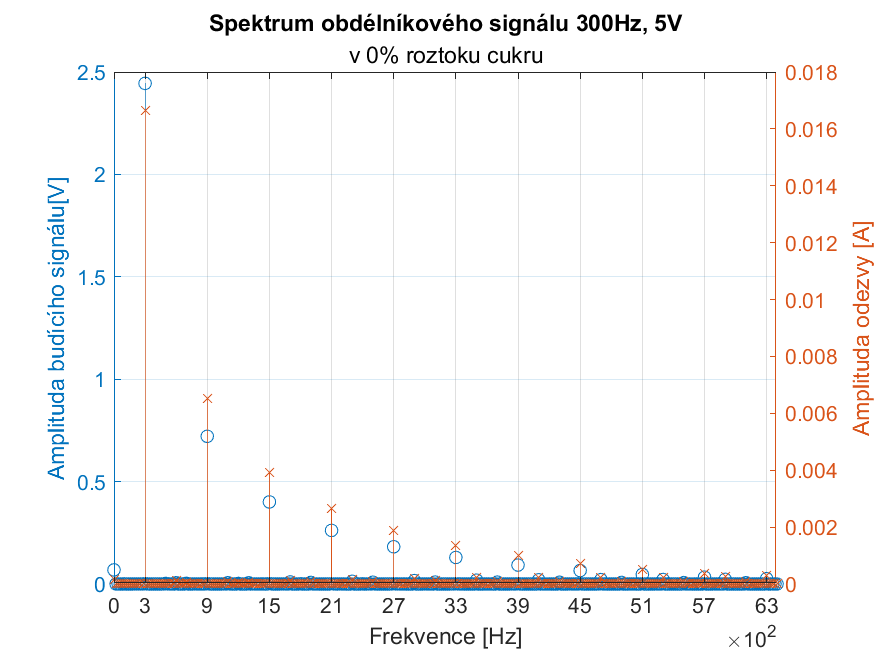 Spektrum obdélníkového signálu 300Hz, 5V
v 0% roztoku cukru
Amplituda budícího signálu[V]
2.5
2
1.5
1
0.5
0
0.018
0.016
0.014
0.012
0.01
0.008
0.006
0.004
0.002
0
Amplituda odezvy [A]
0 3 9 15 21 27 33 39 45 51 57 63
Frekvence [Hz]
×10²